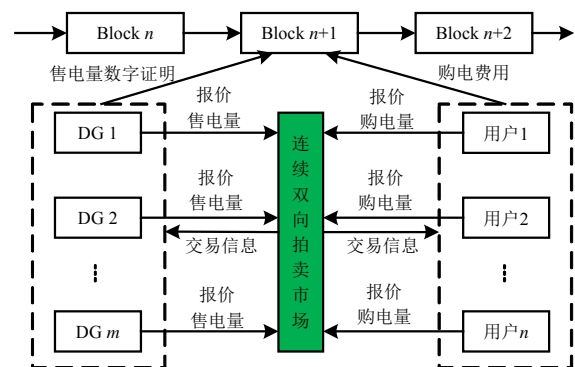 Block n
Block n+1
Block n+2
售电量数字证明
购电费用
DG 1
报价
售电量
报价
购电量
用户1
DG 2
报价
售电量
报价
购电量
用户2
交易信息
交易信息
连续双向拍卖市场
DG m
报价
售电量
报价
购电量
用户n